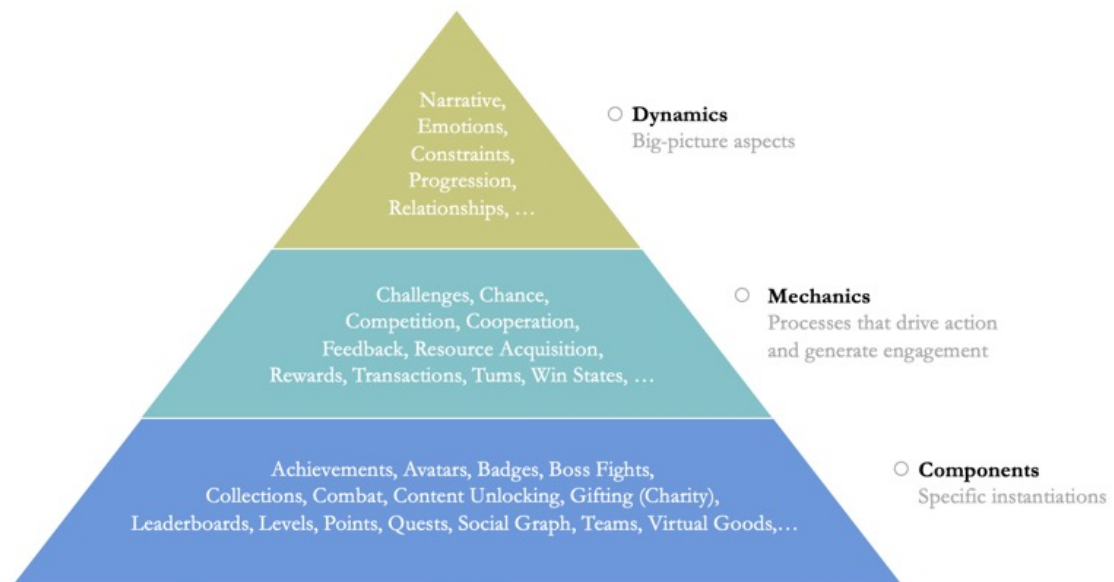 Narrative,
Emotions,
Constraints,
Progression,
Relationships, …
Dynamics
Big-picture aspects
Challenges, Chance,
Competition, Cooperation,
Feedback, Resource Acquisition,
Rewards, Transactions, Tums, Win States, …
Mechanics
Processes that drive action
and generate engagement
Achievements, Avatars, Badges, Boss Fights,
Collections, Combat, Content Unlocking, Gifting (Charity),
Leaderboards, Levels, Points, Quests, Social Graph, Teams, Virtual Goods,…
Components
Specific instantiations